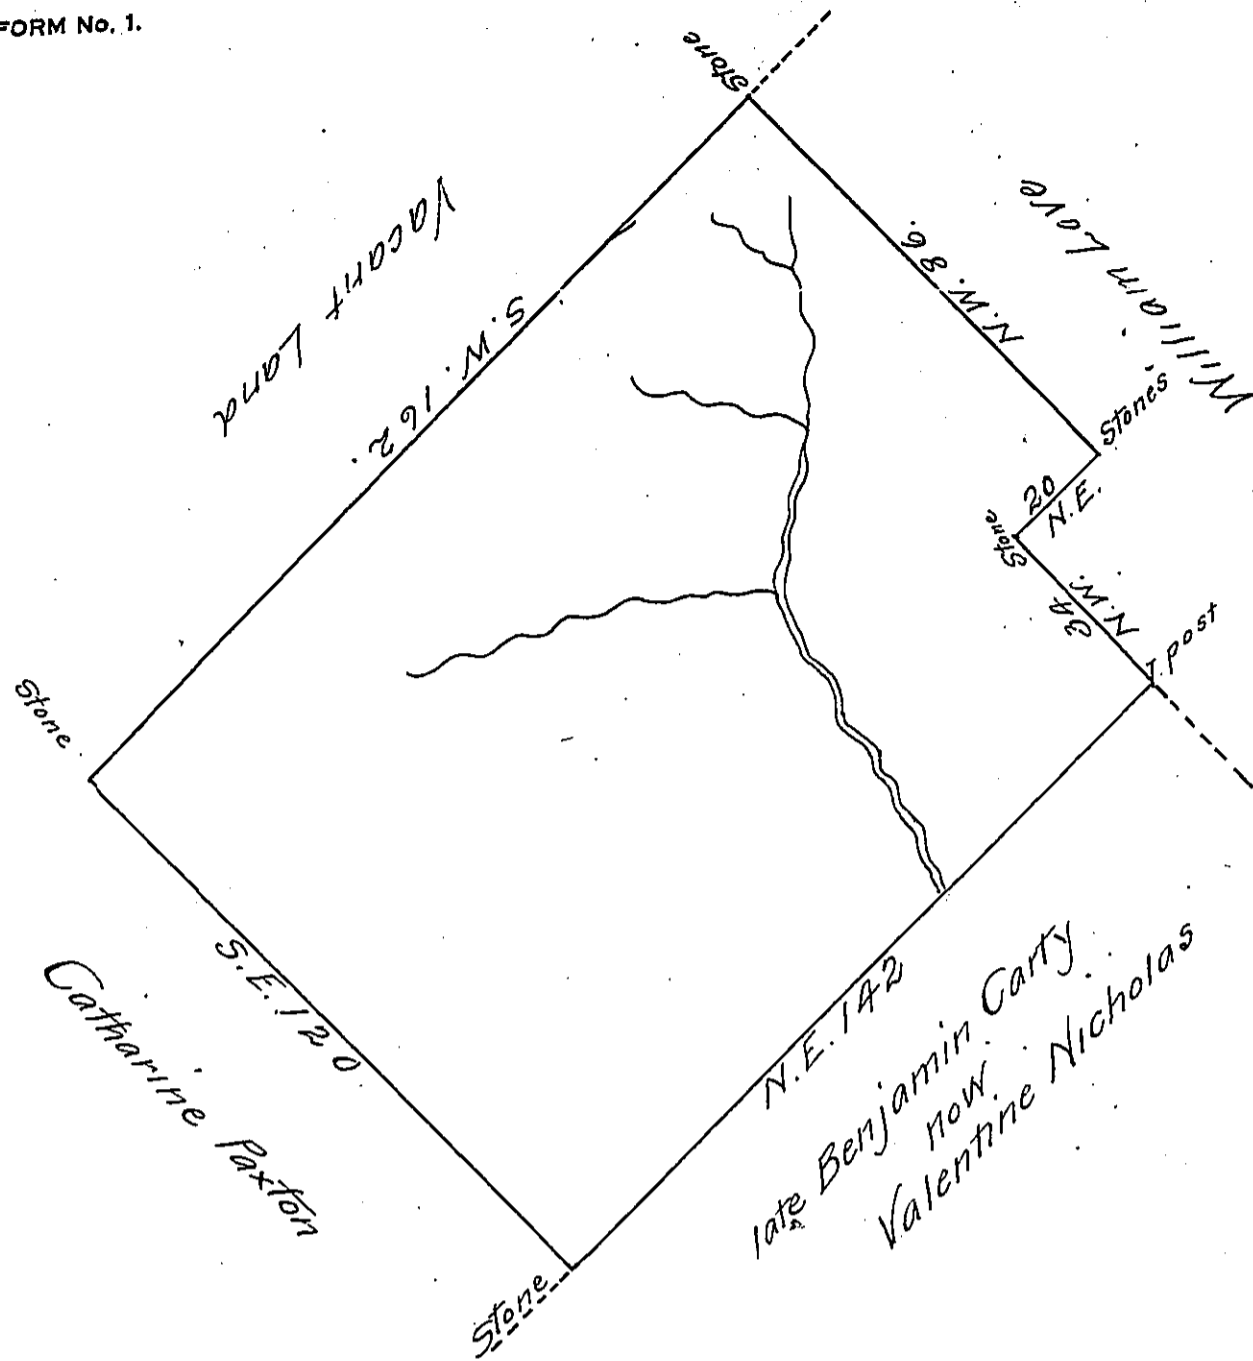 FORM No. 1.
Stone
William Love
Vacant Land
N.W. 86.
S.W. 162.
Stones
20
N.E.
Stone
N.W.
34
T. post
Stone
S.E. 120
Catharine Paxton
N.E. 142
late Benjamin Carty
now
Valentine Nicholas
Stone